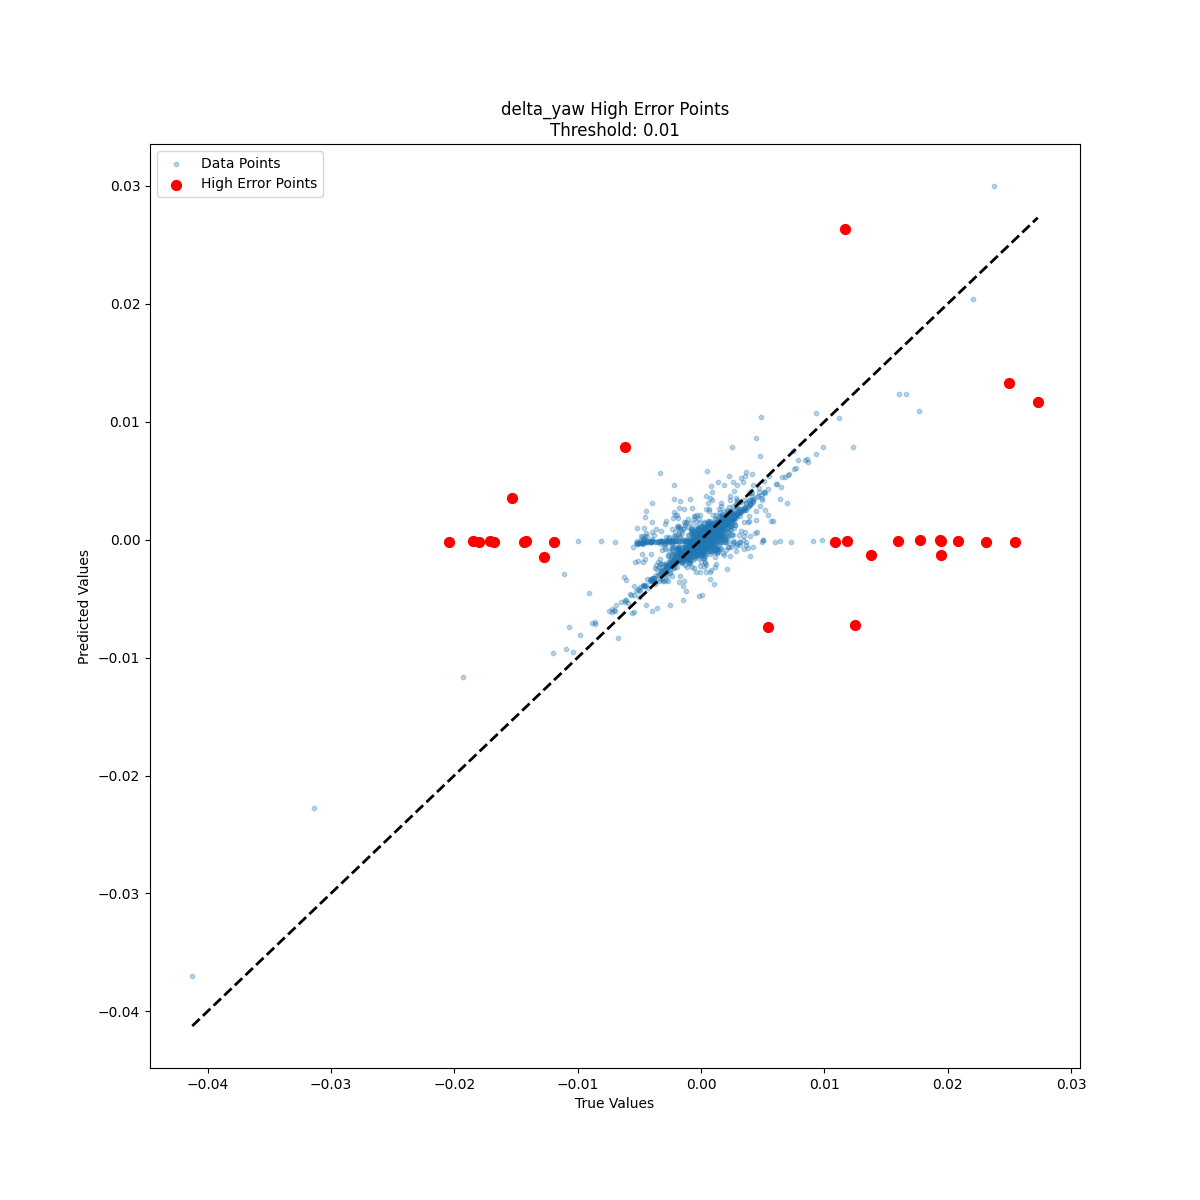 delta_yaw High Error Points
Threshold: 0.01
Data Points
High Error Points
0.03
0.02
0.01
0.00
−0.01
−0.02
−0.03
−0.04
Predicted Values
−0.04
−0.03
−0.02
−0.01
0.00
0.01
0.02
0.03
True Values